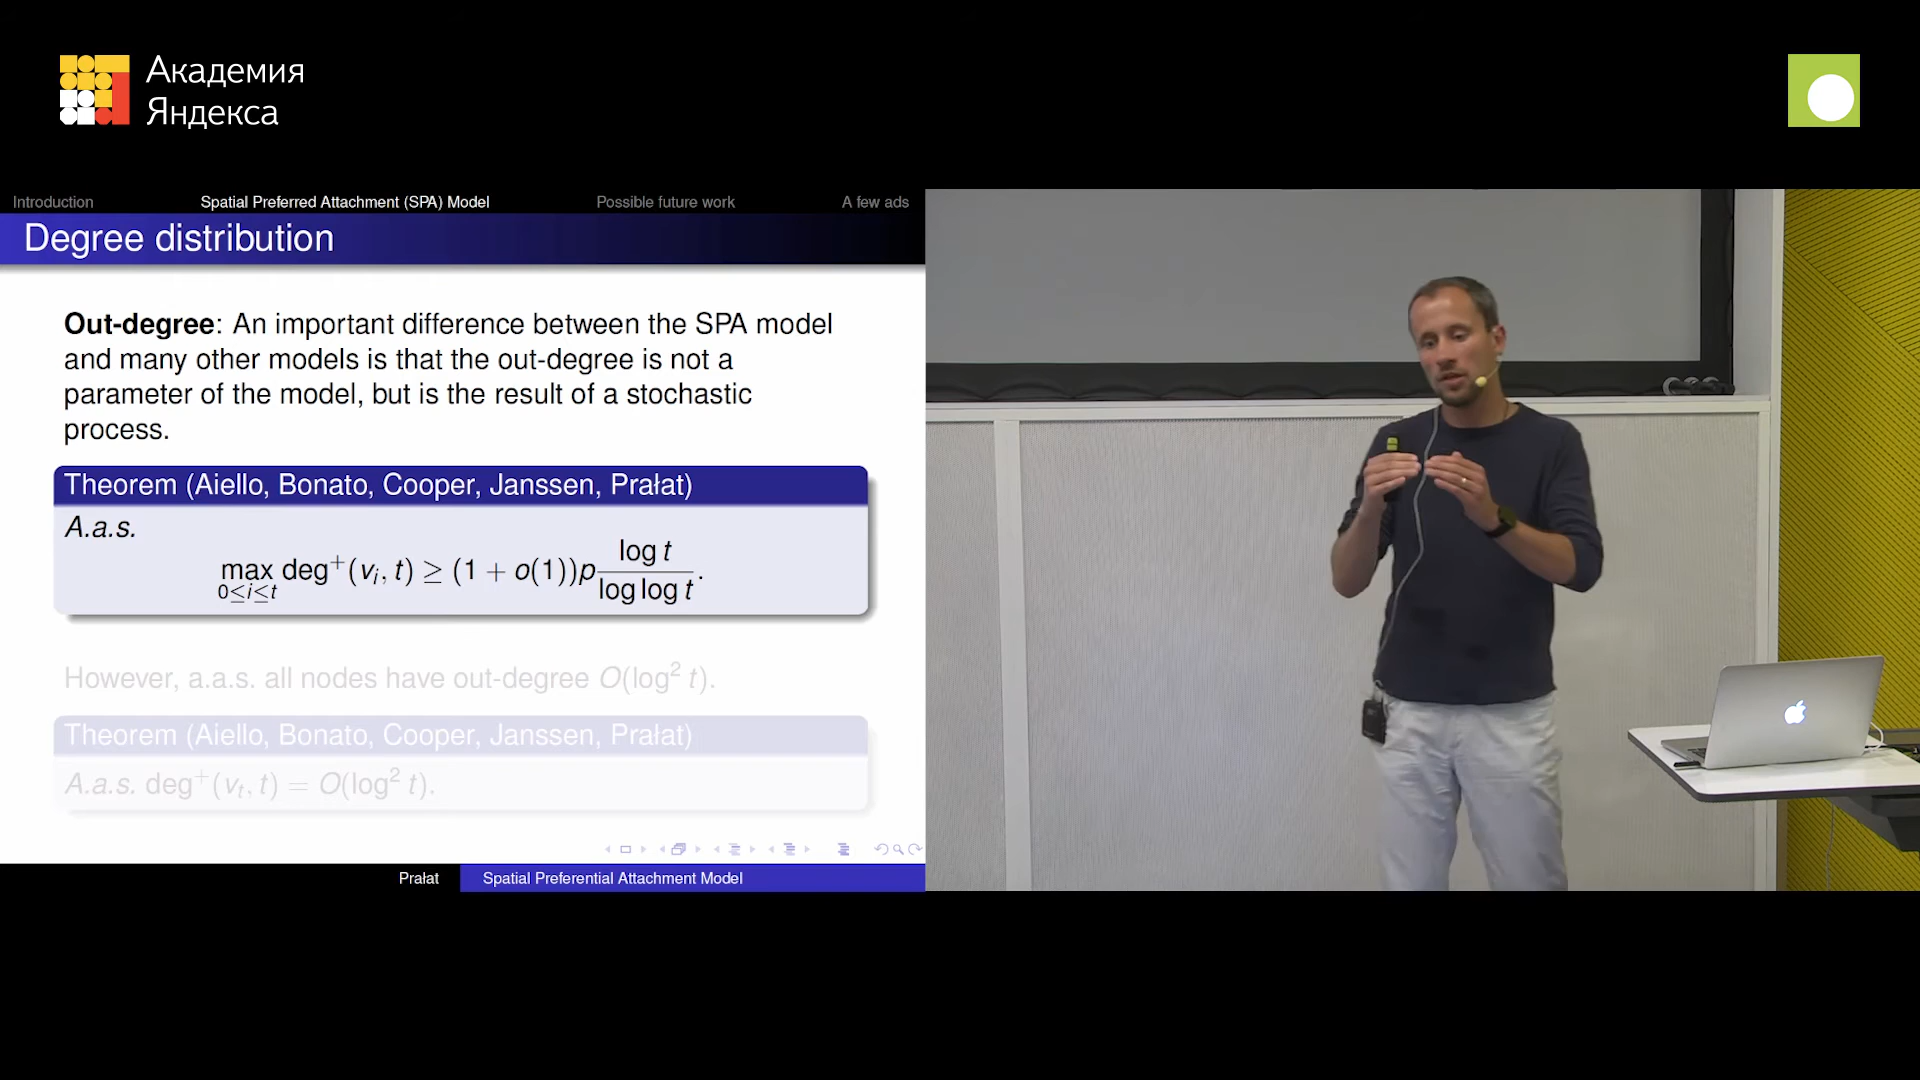 Академия
Яндекса
Introduction Spatial Preferred Attachment (SPA) Model Possible future work A few ads
Degree distribution
Out-degree: An important difference between the SPA model
and many other models is that the out-degree is not a
parameter of the model, but is the result of a stochastic
process.
Theorem (Aiello, Bonato, Cooper, Janssen, Prałat)
A.a.s.
max_{0≤i≤t} deg⁺(v_i, t) ≥ (1 + o(1))p log t / log log t.
However, a.a.s. all nodes have out-degree O(log² t).
Theorem (Aiello, Bonato, Cooper, Janssen, Prałat)
A.a.s. deg⁺(v_t, t) = O(log² t).
Prałat Spatial Preferential Attachment Model